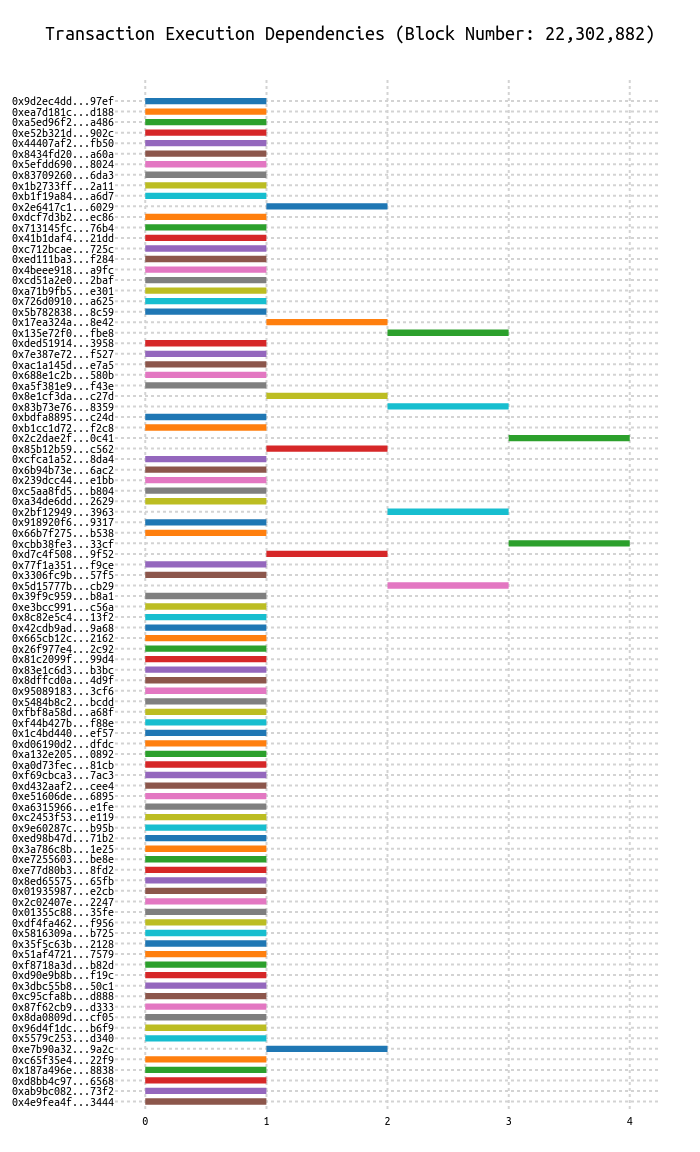 Transaction Execution Dependencies (Block Number: 22,302,882)
0x9d2ec4dd...97ef
0xea7d181c...d188
0xa5ed96f2...a486
0xe52b321d...902c
0x44407af2...fb50
0x8434fd20...a60a
0x5efdd690...8024
0x83709260...6da3
0x1b2733ff...2a11
0xb1f19a84...a6d7
0x2e6417c1...6029
0xdcf7d3b2...ec86
0x713145fc...76b4
0x41b1daf4...21dd
0xc712bcae...725c
0xed111ba3...f284
0x4beee918...a9fc
0xcd51a2e0...2baf
0xa71b9fb5...e301
0x726d0910...a625
0x5b782838...8c59
0x17ea324a...8e42
0x135e72f0...fbe8
0xded51914...3958
0x7e387e72...f527
0xac1a145d...e7a5
0x688e1c2b...580b
0xa5f381e9...f43e
0x8e1cf3da...c27d
0x83b73e76...8359
0xbdfa8895...c24d
0xb1cc1d72...f2c8
0x2c2dae2f...0c41
0x85b12b59...c562
0xcfca1a52...8da4
0x6b94b73e...6ac2
0x239dcc44...e1bb
0xc5aa8fd5...b804
0xa34de6dd...2629
0x2bf12949...3963
0x918920f6...9317
0x66b7f275...b538
0xcbb38fe3...33cf
0xd7c4f508...9f52
0x77f1a351...f9ce
0x3306fc9b...57f5
0x5d15777b...cb29
0x39f9c959...b8a1
0xe3bcc991...c56a
0x8c82e5c4...13f2
0x42cdb9ad...9a68
0x665cb12c...2162
0x26f977e4...2c92
0x81c2099f...99d4
0x83e1c6d3...b3bc
0x8dffcd0a...4d9f
0x95089183...3cf6
0x5484b8c2...bcdd
0xfbf8a58d...a68f
0xf44b427b...f88e
0x1c4bd440...ef57
0xd06190d2...dfdc
0xa132e205...0892
0xa0d73fec...81cb
0xf69cbca3...7ac3
0xd432aaf2...cee4
0xe51606de...6895
0xa6315966...e1fe
0xc2453f53...e119
0x9e60287c...b95b
0xed98b47d...71b2
0x3a786c8b...1e25
0xe7255603...be8e
0xe77d80b3...8fd2
0x8ed65575...65fb
0x01935987...e2cb
0x2c02407e...2247
0x01355c88...35fe
0xdf4fa462...f956
0x5816309a...b725
0x35f5c63b...2128
0x51af4721...7579
0xf8718a3d...b82d
0xd90e9b8b...f19c
0x3dbc55b8...50c1
0xc95cfa8b...d888
0x87f62cb9...d333
0x8da0809d...cf05
0x96d4f1dc...b6f9
0x5579c253...d340
0xe7b90a32...9a2c
0xc65f35e4...22f9
0x187a496e...8838
0xd8bb4c97...6568
0xab9bc082...73f2
0x4e9fea4f...3444
0 1 2 3 4